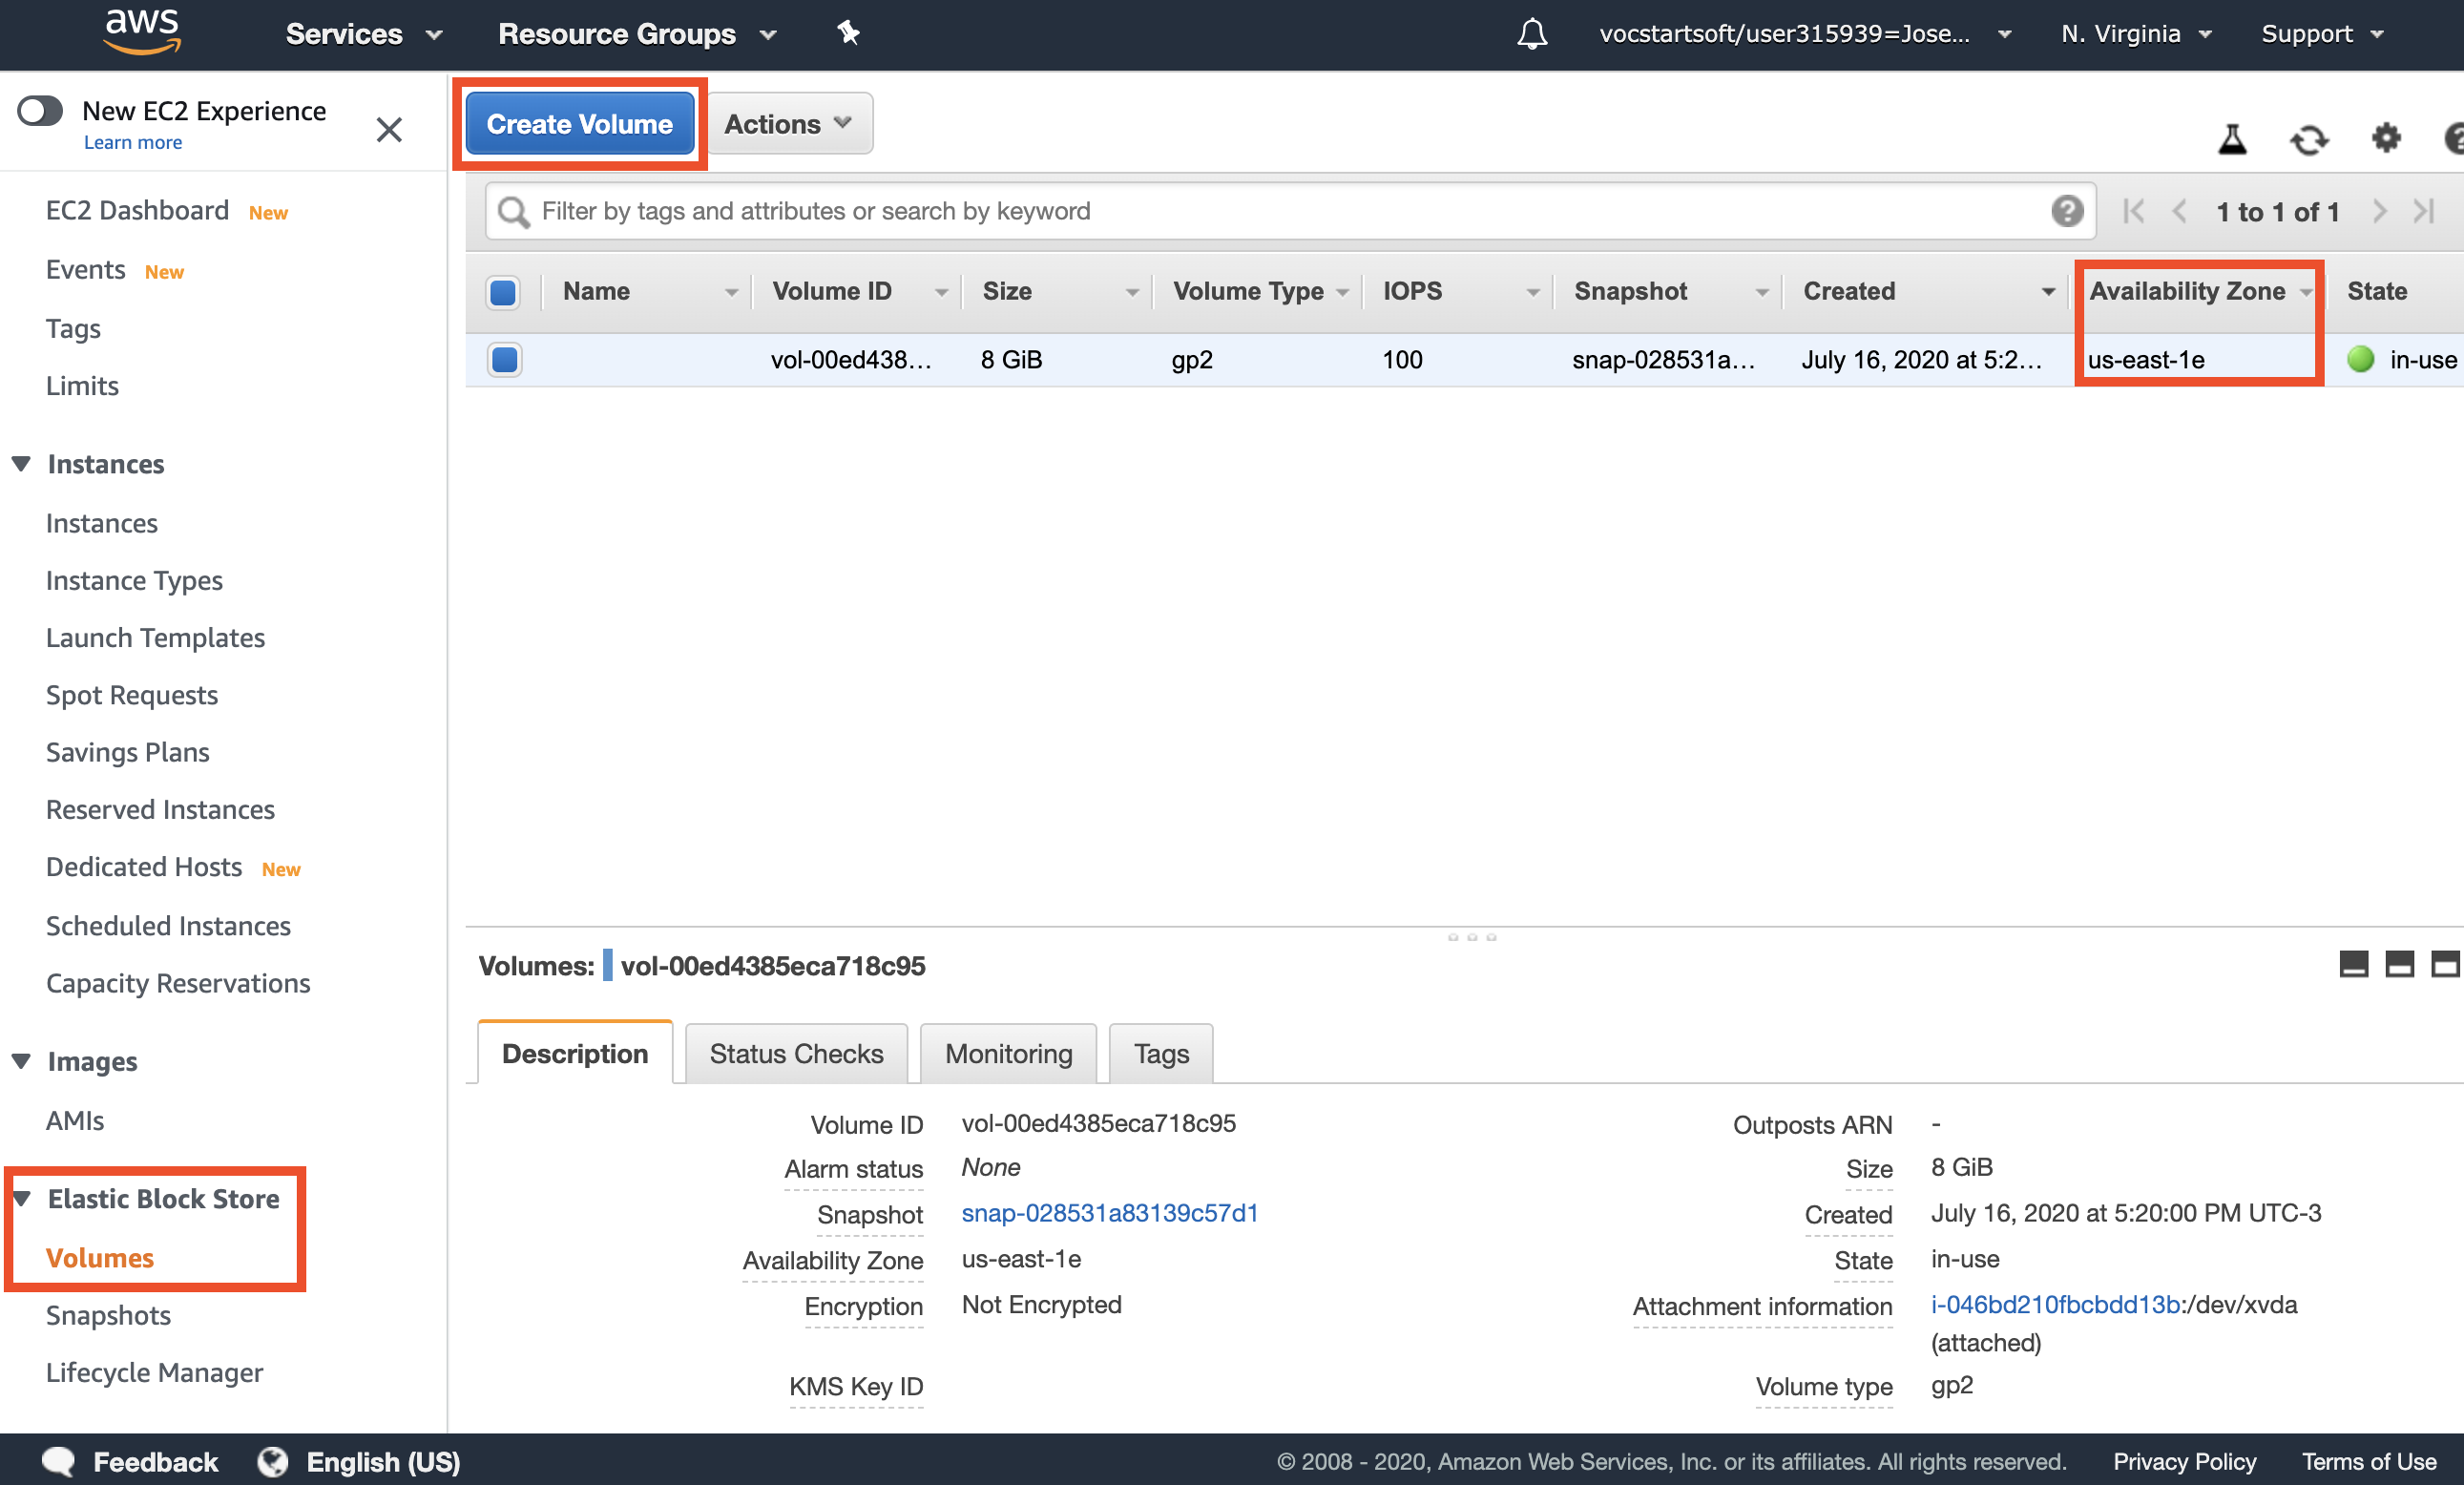 aws Services Resource Groups vocstartsoft/user315939=Jose... N. Virginia Support
New EC2 Experience
Learn more
EC2 Dashboard New
Events New
Tags
Limits
Instances
Instances
Instance Types
Launch Templates
Spot Requests
Savings Plans
Reserved Instances
Dedicated Hosts New
Scheduled Instances
Capacity Reservations
Images
AMIs
Elastic Block Store
Volumes
Snapshots
Lifecycle Manager
Create Volume Actions
Filter by tags and attributes or search by keyword ? 1 to 1 of 1
Name Volume ID Size Volume Type IOPS Snapshot Created Availability Zone State
vol-00ed438... 8 GiB gp2 100 snap-028531a... July 16, 2020 at 5:2... us-east-1e in-use
Volumes: vol-00ed4385eca718c95
Description Status Checks Monitoring Tags
Volume ID vol-00ed4385eca718c95
Alarm status None
Snapshot snap-028531a83139c57d1
Availability Zone us-east-1e
Encryption Not Encrypted
KMS Key ID
Outposts ARN -
Size 8 GiB
Created July 16, 2020 at 5:20:00 PM UTC-3
State in-use
Attachment information i-046bd210fbcbdd13b:/dev/xvda
(attached)
Volume type gp2
Feedback English (US) © 2008 - 2020, Amazon Web Services, Inc. or its affiliates. All rights reserved. Privacy Policy Terms of Use